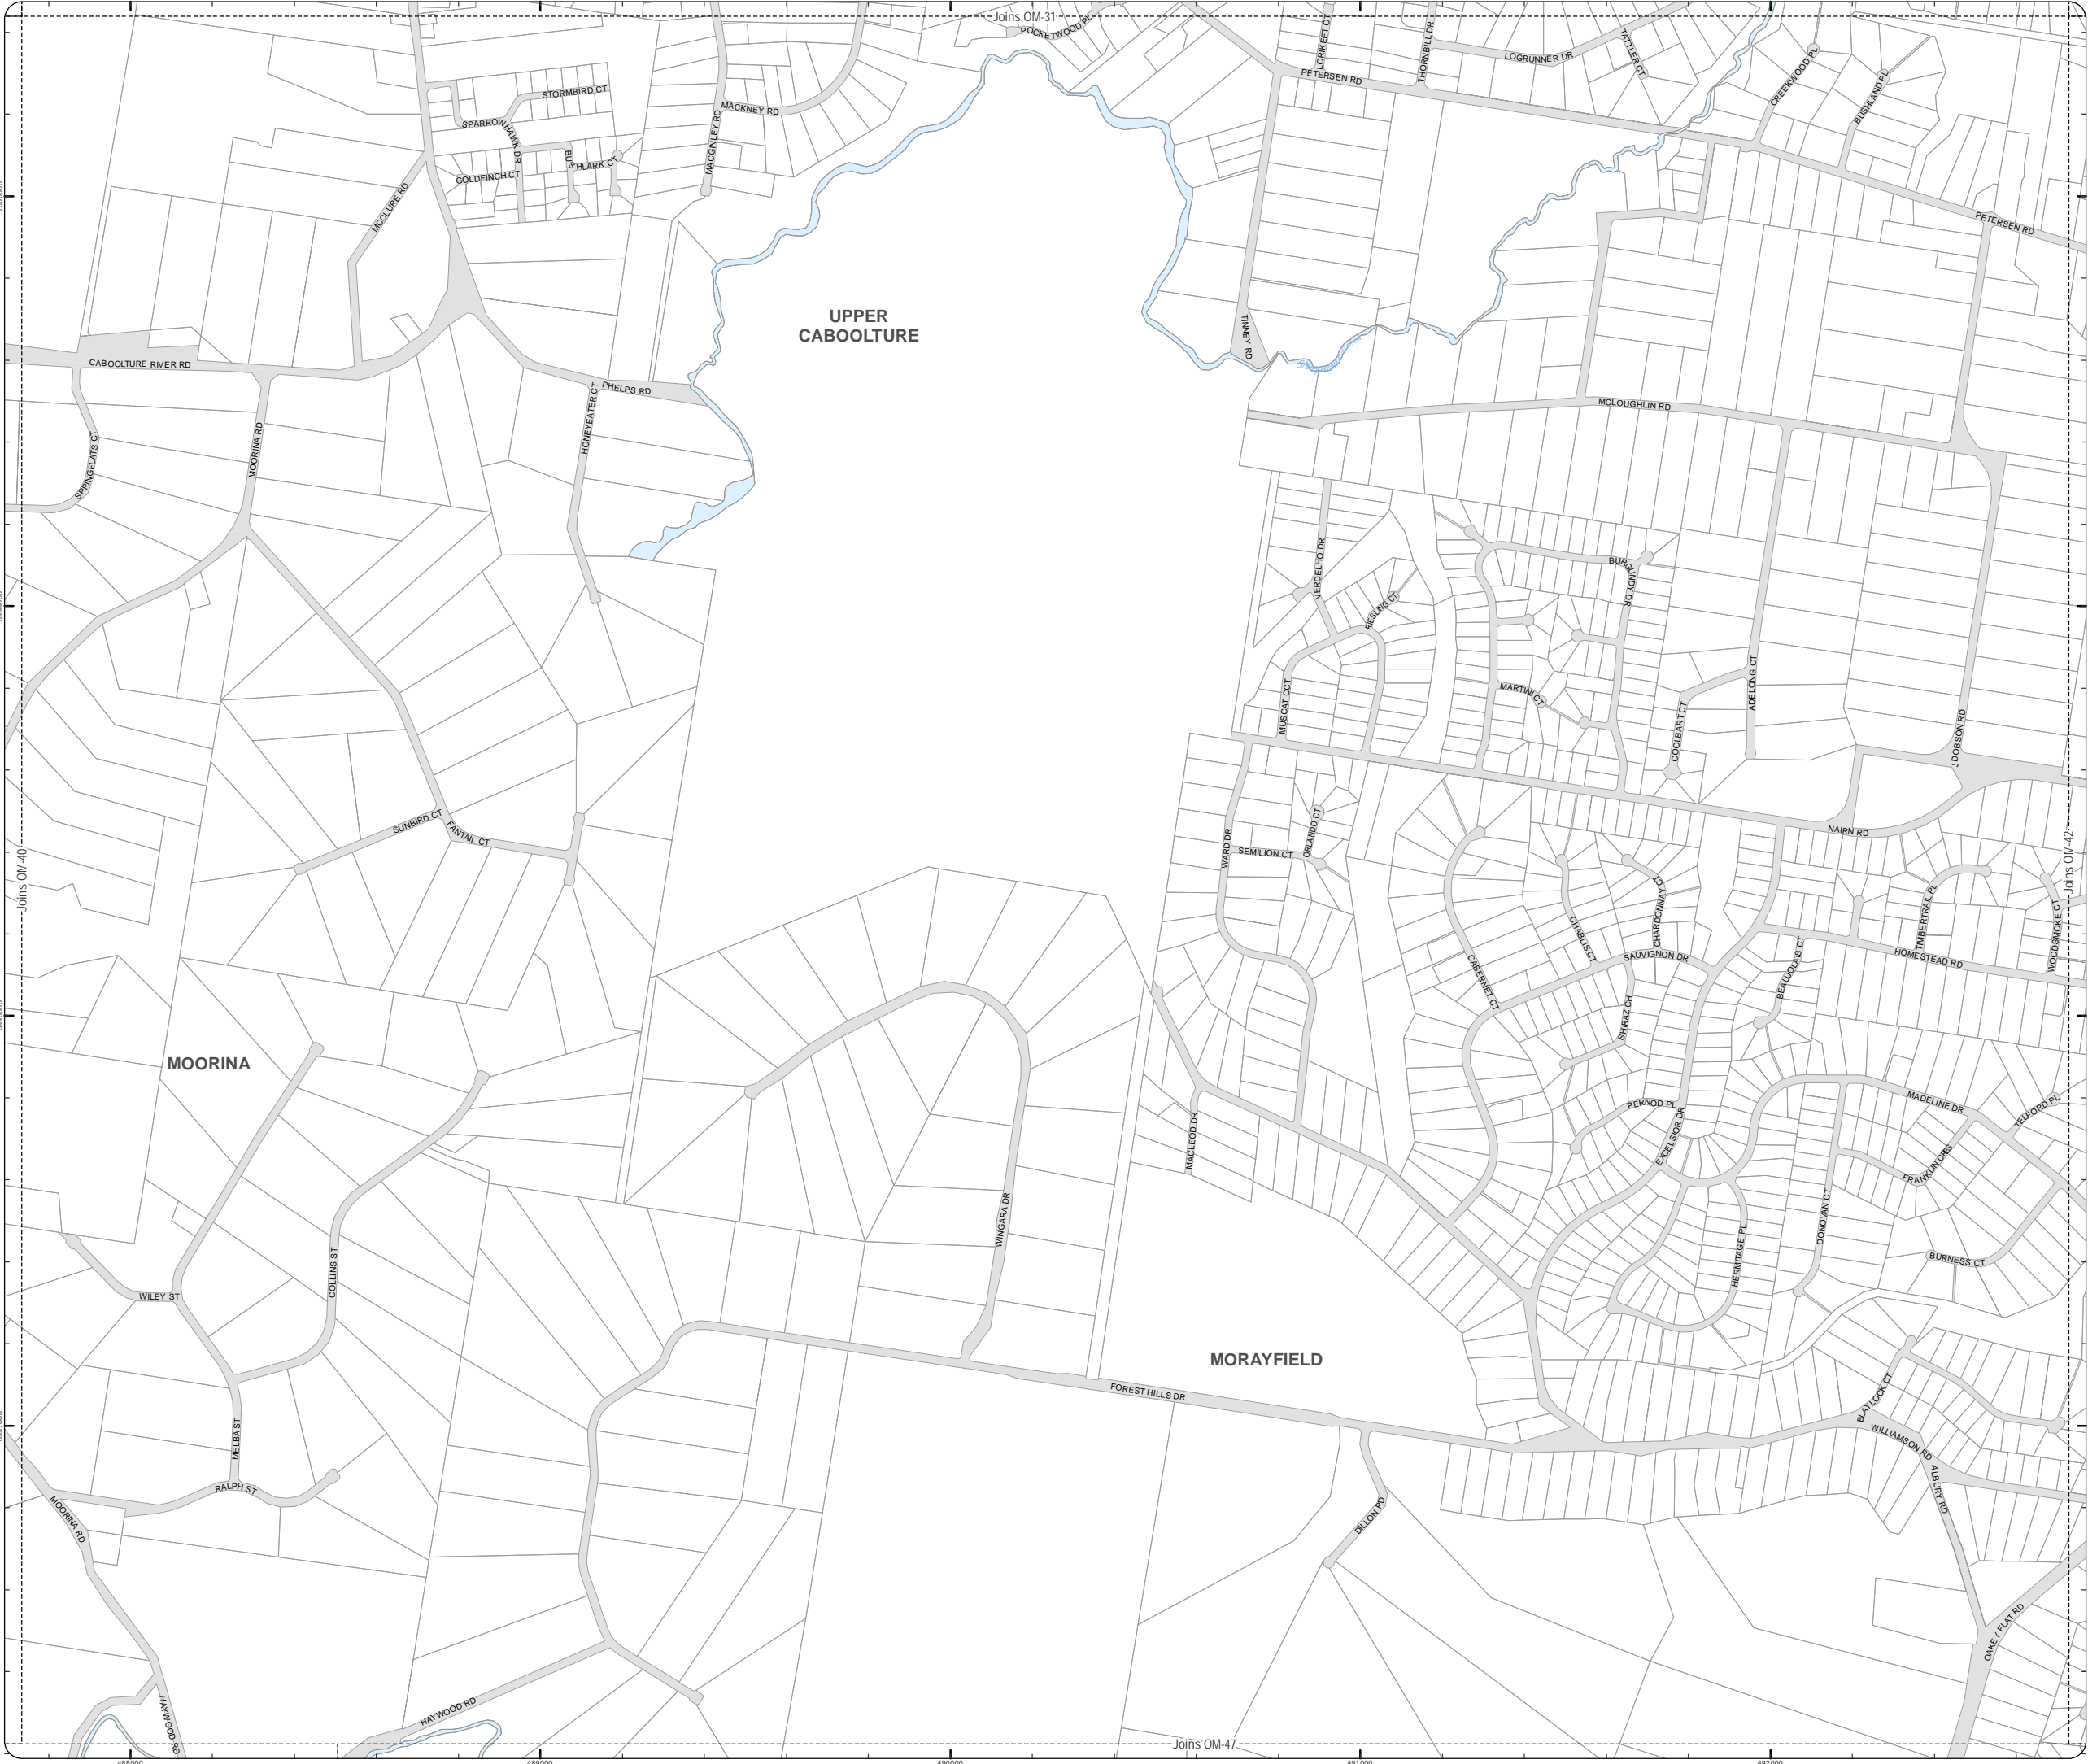 Joins OM-31
POCKETWOOD PL
LORIKEET CT
THORNBILL DR
LOGRUNNER DR
TATTLER CT
CREEKWOOD PL
BUSHLAND PL
PETERSEN RD
STORMBIRD CT
MACKNEY RD
MACGINLEY RD
SPARROWHAWK DR
BUSHLARK CT
GOLDFINCH CT
MCCLURE RD
PETERSEN RD
UPPER
CABOOLTURE
TINNEY RD
CABOOLTURE RIVER RD
PHELPS RD
HONEYEATER CT
MCLOUGHLIN RD
SPRINGFLATS CT
MOORINA RD
VERDELHO DR
RIESLING CT
BURGUNDY DR
MUSCAT CCT
MARTINI CT
COOLBART CT
ADELONG CT
J DOBSON RD
SUNBIRD CT
FANTAIL CT
WARD DR
SEMILION CT
ORLANDO CT
NAIRN RD
Joins OM-40
Joins OM-42
CHABLIS CT
CHARDONNAY CT
SAUVIGNON DR
CABERNET CT
SHIRAZ CH
BEAUJOLAIS CT
TIMBERTRAIL PL
HOMESTEAD RD
WOODSMOKE CT
MOORINA
MACLEOD DR
PERNOD PL
EXCELSIOR DR
MADELINE DR
TELFORD PL
FRANKLIN CRS
DONOVAN CT
HERMITAGE PL
BURNESS CT
WINGARA DR
COLLINS ST
WILEY ST
MORAYFIELD
FOREST HILLS DR
BLAYLOCK CT
WILLIAMSON RD
ALBURY RD
MELBA ST
RALPH ST
MOORINA RD
DILLON RD
OAKEY FLAT RD
HAYWOOD RD
HAYWOOD RD
Joins OM-47
488000
489000
490000
491000
492000